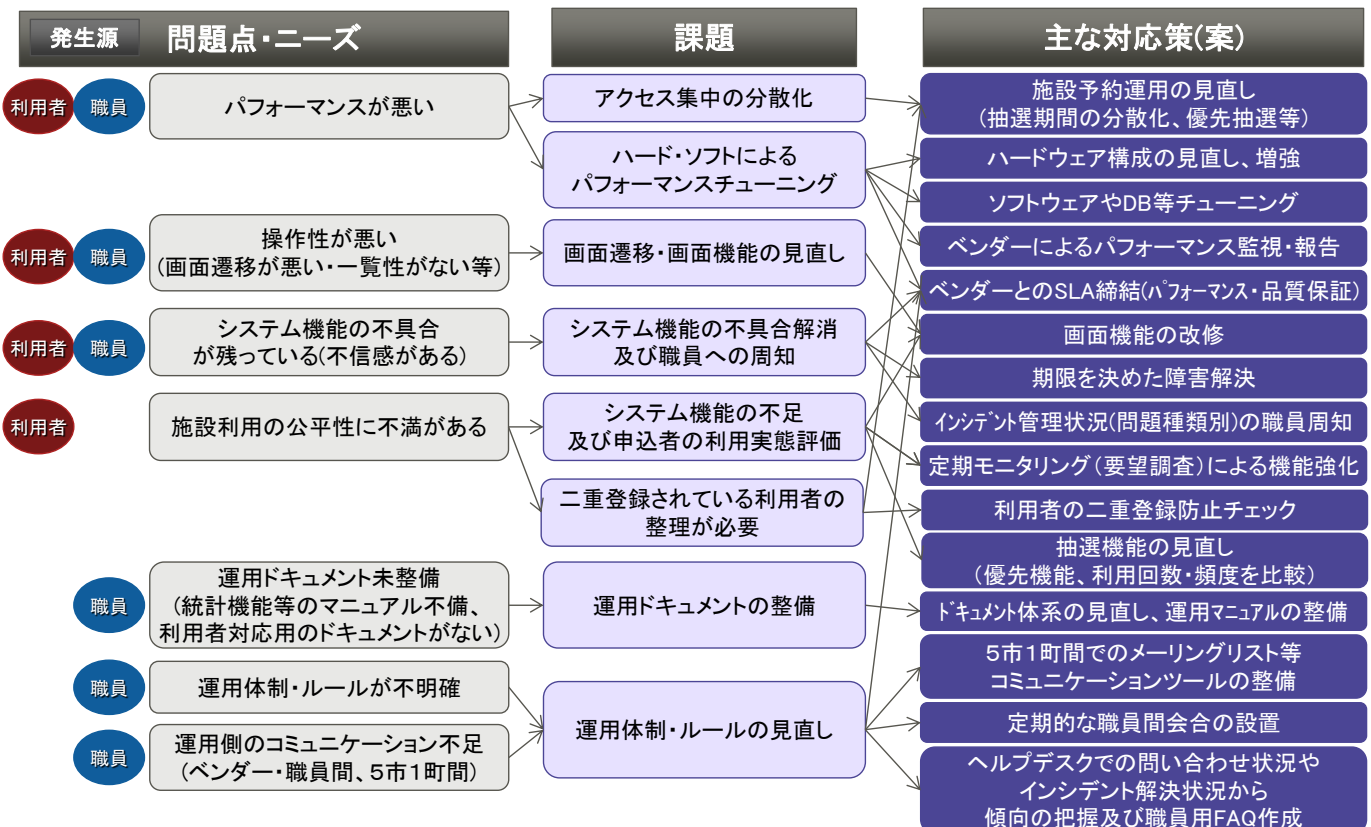 発生源
問題点・ニーズ
課題
主な対応策(案)
利用者
職員
パフォーマンスが悪い
利用者
職員
操作性が悪い
(画面遷移が悪い・一覧性がない等)
利用者
職員
システム機能の不具合
が残っている(不信感がある)
利用者
施設利用の公平性に不満がある
職員
運用ドキュメント未整備
(統計機能等のマニュアル不備、
利用者対応用のドキュメントがない)
職員
運用体制・ルールが不明確
職員
運用側のコミュニケーション不足
(ベンダー・職員間、5市1町間)
アクセス集中の分散化
ハード・ソフトによる
パフォーマンスチューニング
画面遷移・画面機能の見直し
システム機能の不具合解消
及び職員への周知
システム機能の不足
及び申込者の利用実態評価
二重登録されている利用者の
整理が必要
運用ドキュメントの整備
運用体制・ルールの見直し
施設予約運用の見直し
(抽選期間の分散化、優先抽選等)
ハードウェア構成の見直し、増強
ソフトウェアやDB等チューニング
ベンダーによるパフォーマンス監視・報告
ベンダーとのSLA締結(パフォーマンス・品質保証)
画面機能の改修
期限を決めた障害解決
インシデント管理状況(問題種類別)の職員周知
定期モニタリング(要望調査)による機能強化
利用者の二重登録防止チェック
抽選機能の見直し
(優先機能、利用回数・頻度を比較)
ドキュメント体系の見直し、運用マニュアルの整備
5市1町間でのメーリングリスト等
コミュニケーションツールの整備
定期的な職員間会合の設置
ヘルプデスクでの問い合わせ状況や
インシデント解決状況から
傾向の把握及び職員用FAQ作成